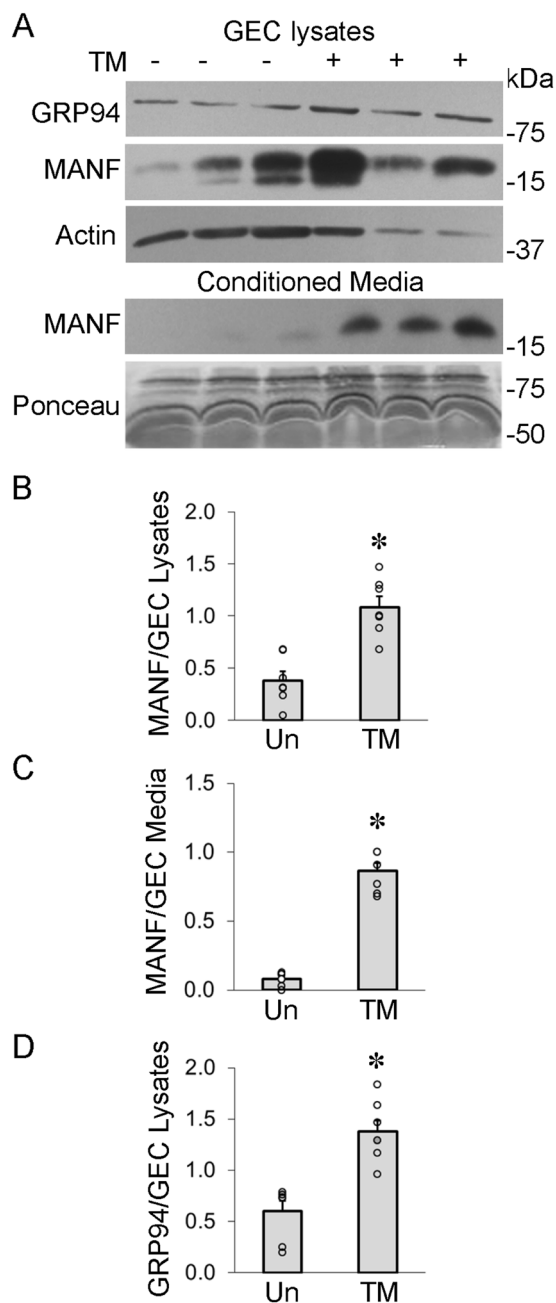 A
GEC lysates
TM - - - + + +
kDa
GRP94
-75
MANF
-15
Actin
-37
Conditioned Media
MANF
-15
-75
Ponceau
-50
B
MANF/GEC Lysates
2.0
*
1.5
1.0
0.5
0.0
Un TM
C
MANF/GEC Media
1.5
*
1.0
0.5
0.0
Un TM
D
GRP94/GEC Lysates
2.0
*
1.5
1.0
0.5
0.0
Un TM